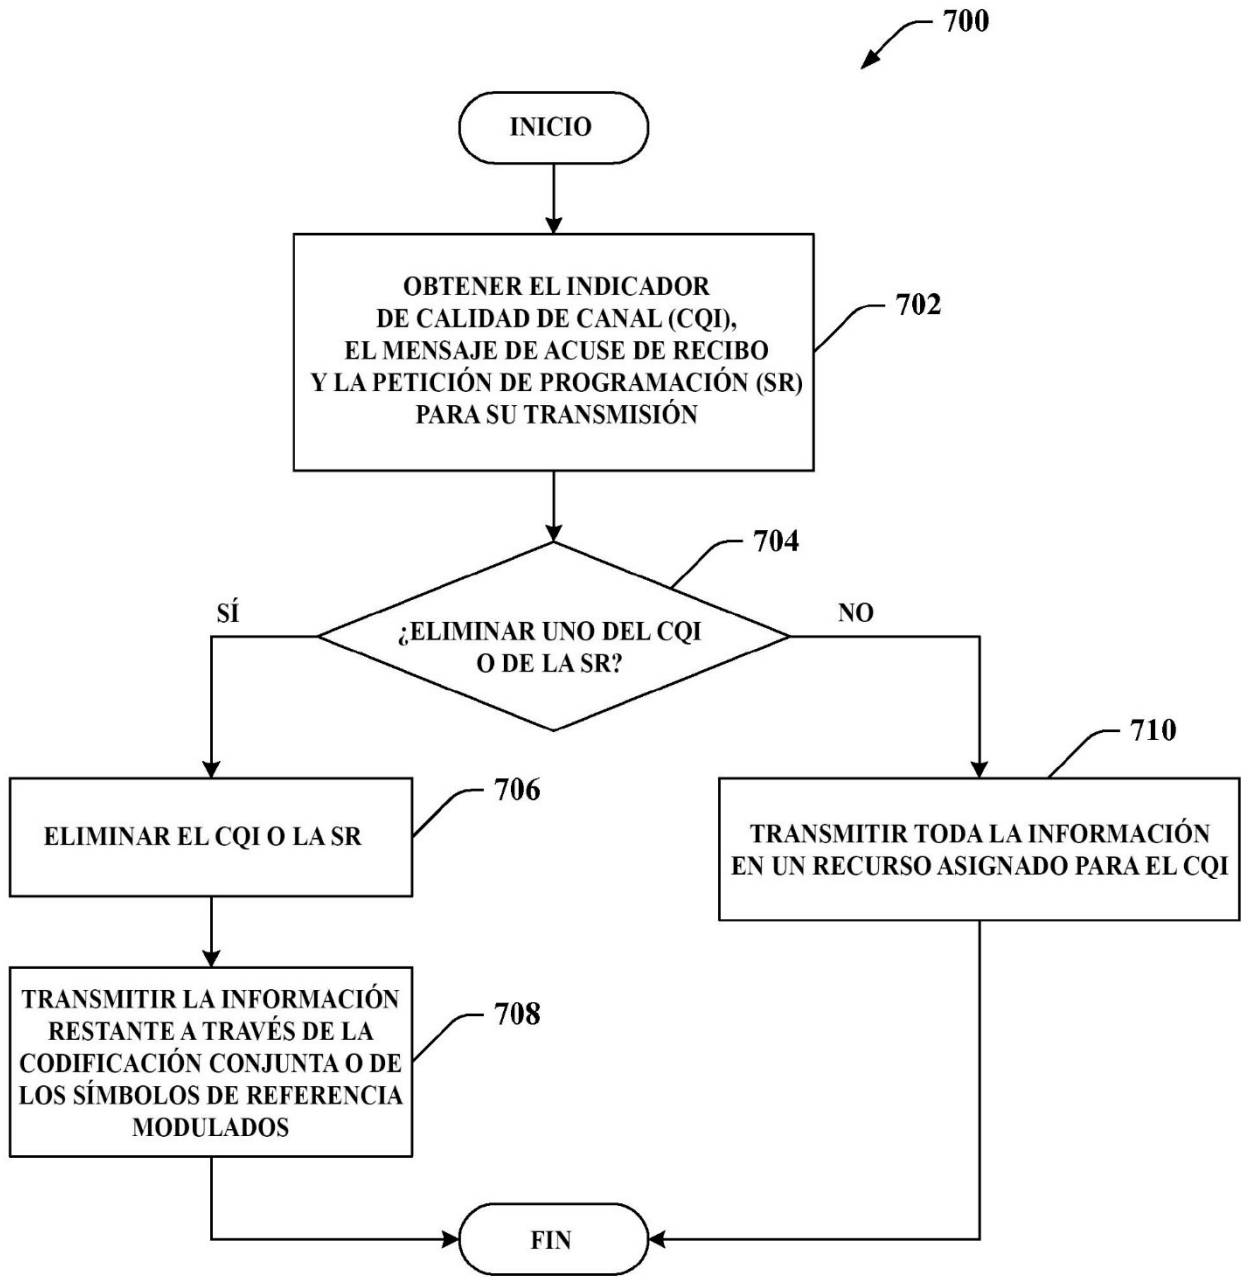 700
INICIO
OBTENER EL INDICADOR
DE CALIDAD DE CANAL (CQI),
EL MENSAJE DE ACUSE DE RECIBO
Y LA PETICIÓN DE PROGRAMACIÓN (SR)
PARA SU TRANSMISIÓN
702
704
SÍ
¿ELIMINAR UNO DEL CQI
O DE LA SR?
NO
706
ELIMINAR EL CQI O LA SR
710
TRANSMITIR TODA LA INFORMACIÓN
EN UN RECURSO ASIGNADO PARA EL CQI
TRANSMITIR LA INFORMACIÓN
RESTANTE A TRAVÉS DE LA
CODIFICACIÓN CONJUNTA O DE
LOS SÍMBOLOS DE REFERENCIA
MODULADOS
708
FIN